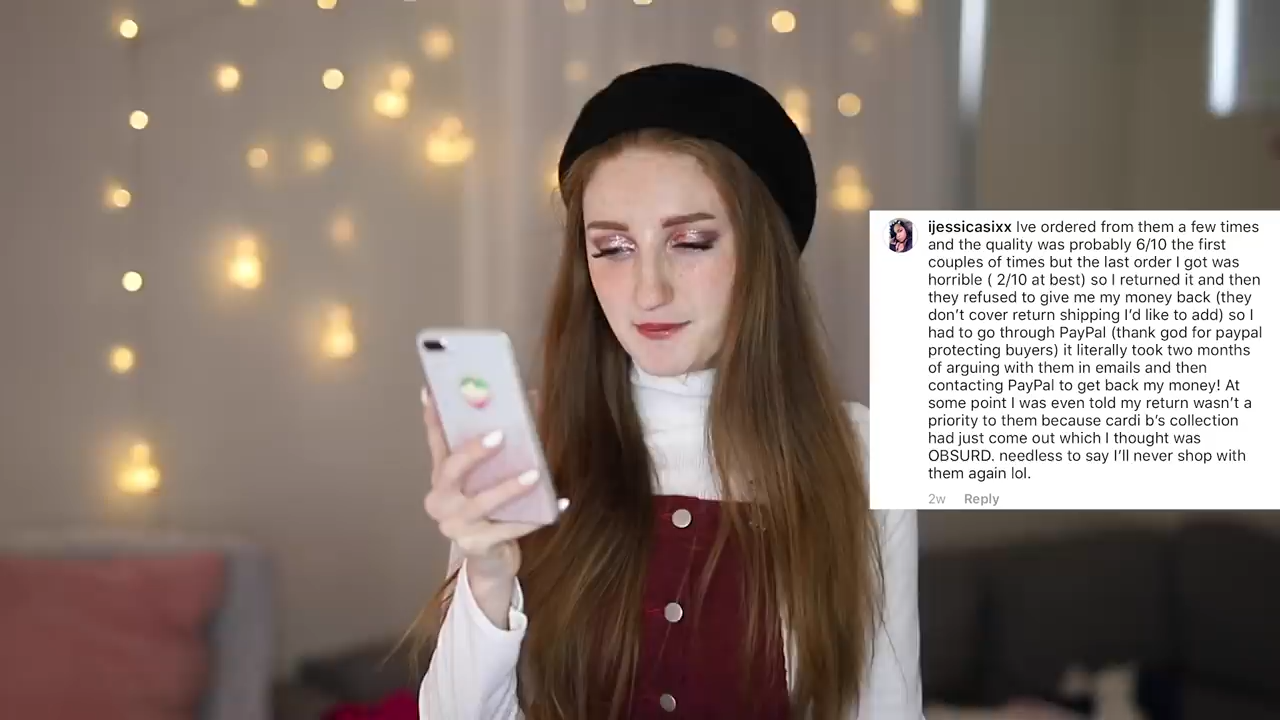 ijessicasixx Ive ordered from them a few times
and the quality was probably 6/10 the first
couples of times but the last order I got was
horrible ( 2/10 at best) so I returned it and then
they refused to give me my money back (they
don’t cover return shipping I’d like to add) so I
had to go through PayPal (thank god for paypal
protecting buyers) it literally took two months
of arguing with them in emails and then
contacting PayPal to get back my money! At
some point I was even told my return wasn’t a
priority to them because cardi b’s collection
had just come out which I thought was
OBSURD. needless to say I’ll never shop with
them again lol.
2w Reply